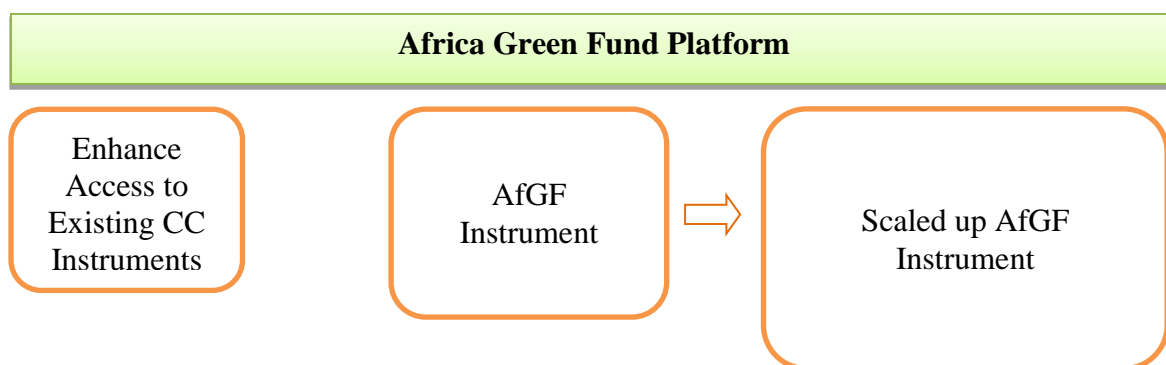 Africa Green Fund Platform
Enhance
Access to
Existing CC
Instruments
AfGF
Instrument
Scaled up AfGF
Instrument